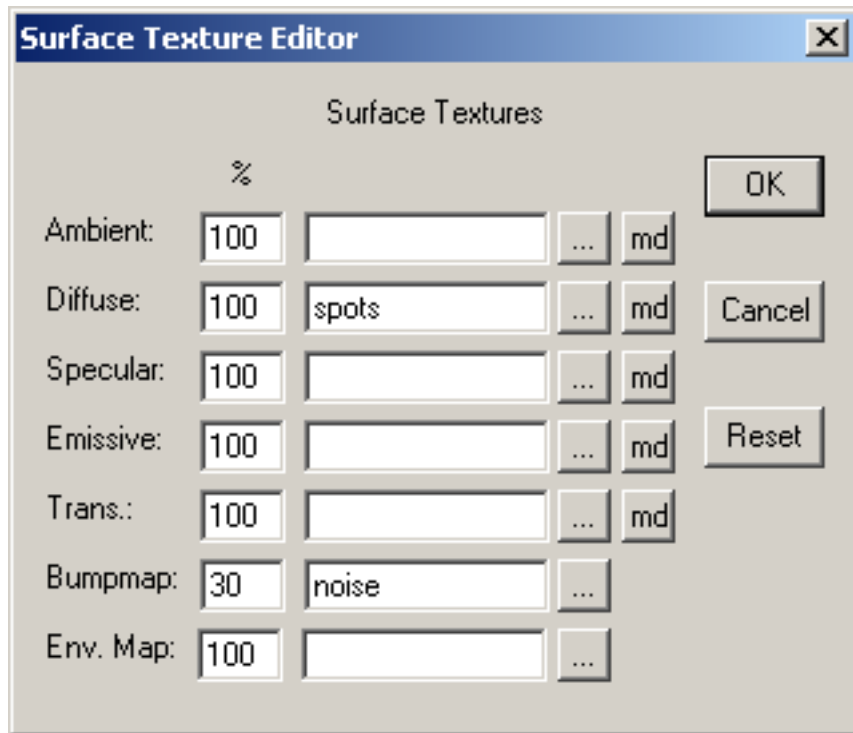 Surface Texture Editor
Surface Textures
%
OK
Ambient: 100 ... md
Diffuse: 100 spots ... md
Cancel
Specular: 100 ... md
Emissive: 100 ... md
Reset
Trans.: 100 ... md
Bumpmap: 30 noise ...
Env. Map: 100 ...